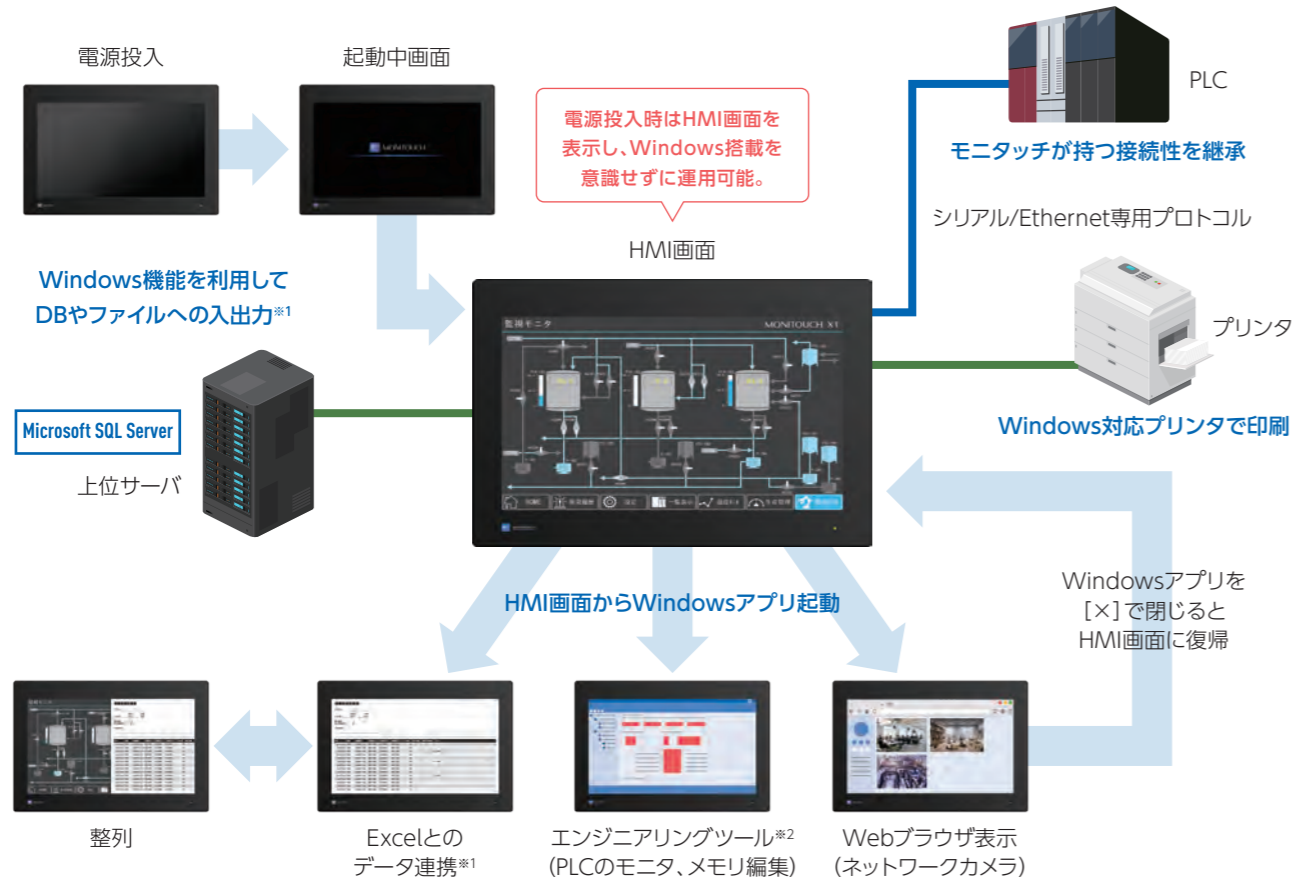 電源投入
起動中画面
MONITOUCH
電源投入時はHMI画面を
表示し、Windows搭載を
意識せずに運用可能。
PLC
モニタッチが持つ接続性を継承
シリアル/Ethernet専用プロトコル
HMI画面
Windows機能を利用して
DBやファイルへの入出力※1
監視モニタ
MONITOUCH X1
プリンタ
Windows対応プリンタで印刷
Microsoft SQL Server
上位サーバ
HMI画面からWindowsアプリ起動
Windowsアプリを
[×]で閉じると
HMI画面に復帰
整列
Excelとの
データ連携※1
エンジニアリングツール※2
(PLCのモニタ、メモリ編集)
Webブラウザ表示
(ネットワークカメラ)